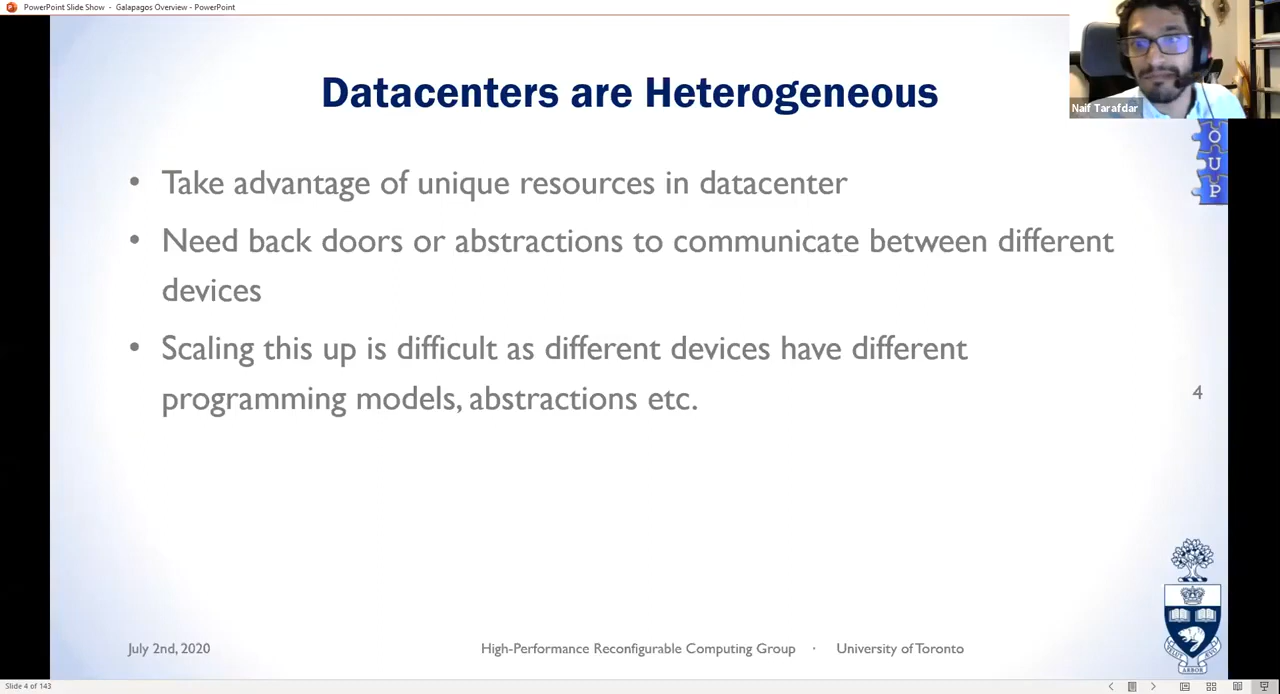 PowerPoint Slide Show - Galapagos Overview - PowerPoint
Naif Tarafdar
Datacenters are Heterogeneous
O
U
P
• Take advantage of unique resources in datacenter
• Need back doors or abstractions to communicate between different
devices
• Scaling this up is difficult as different devices have different
programming models, abstractions etc.
4
July 2nd, 2020
High-Performance Reconfigurable Computing Group · University of Toronto
VELUT ÆVO
ARBOR
Slide 4 of 143